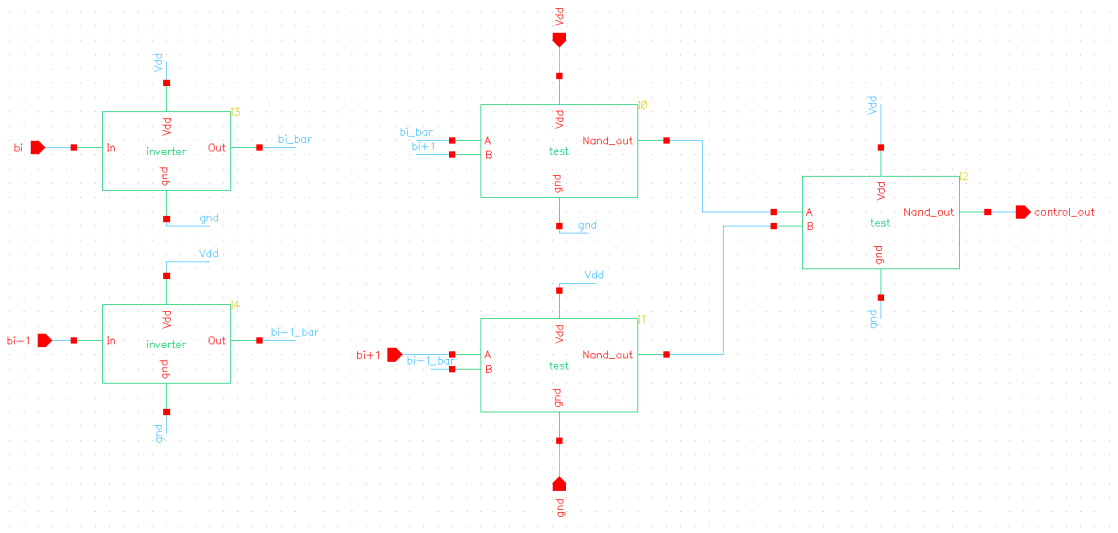 Vdd
I3
Vdd
bi
In
inverter
Out
bi_bar
gnd
gnd
Vdd
I4
Vdd
bi-1
In
inverter
Out
bi-1_bar
gnd
gnd
Vdd
I0
Vdd
bi_bar
A
Nand_out
bi+1
B
test
gnd
gnd
Vdd
I1
Vdd
bi+1
A
Nand_out
bi-1_bar
B
test
gnd
gnd
Vdd
I2
Vdd
A
Nand_out
control_out
B
test
gnd
gnd